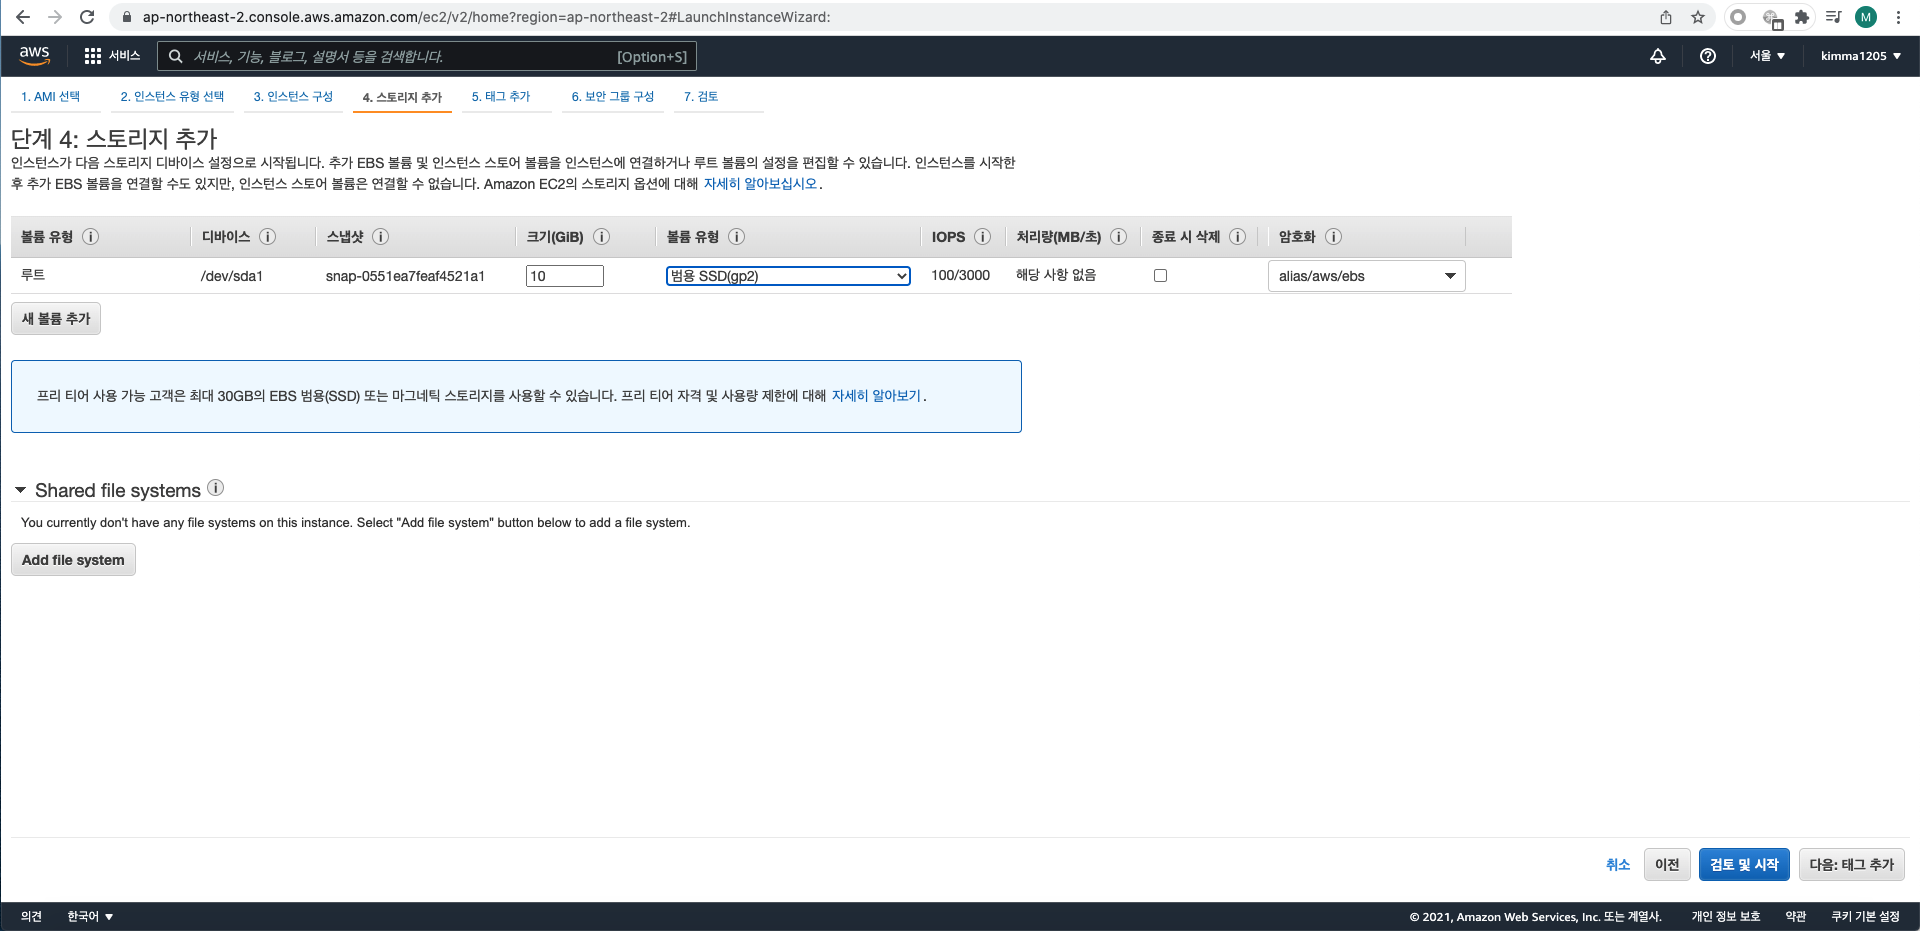 ap-northeast-2.console.aws.amazon.com/ec2/v2/home?region=ap-northeast-2#LaunchInstanceWizard:
M
aws 서비스 서비스, 기능, 블로그, 설명서 등을 검색합니다. [Option+S] 서울 kimma1205
1. AMI 선택 2. 인스턴스 유형 선택 3. 인스턴스 구성 4. 스토리지 추가 5. 태그 추가 6. 보안 그룹 구성 7. 검토
단계 4: 스토리지 추가
인스턴스가 다음 스토리지 디바이스 설정으로 시작됩니다. 추가 EBS 볼륨 및 인스턴스 스토어 볼륨을 인스턴스에 연결하거나 루트 볼륨의 설정을 편집할 수 있습니다. 인스턴스를 시작한
후 추가 EBS 볼륨을 연결할 수도 있지만, 인스턴스 스토어 볼륨은 연결할 수 없습니다. Amazon EC2의 스토리지 옵션에 대해 자세히 알아보십시오.
볼륨 유형 디바이스 스냅샷 크기(GiB) 볼륨 유형 IOPS 처리량(MB/초) 종료 시 삭제 암호화
루트 /dev/sda1 snap-0551ea7feaf4521a1 10 범용 SSD(gp2) 100/3000 해당 사항 없음 alias/aws/ebs
새 볼륨 추가
프리 티어 사용 가능 고객은 최대 30GB의 EBS 범용(SSD) 또는 마그네틱 스토리지를 사용할 수 있습니다. 프리 티어 자격 및 사용량 제한에 대해 자세히 알아보기.
Shared file systems
You currently don't have any file systems on this instance. Select "Add file system" button below to add a file system.
Add file system
취소 이전 검토 및 시작 다음: 태그 추가
의견 한국어 © 2021, Amazon Web Services, Inc. 또는 계열사. 개인 정보 보호 약관 쿠키 기본 설정